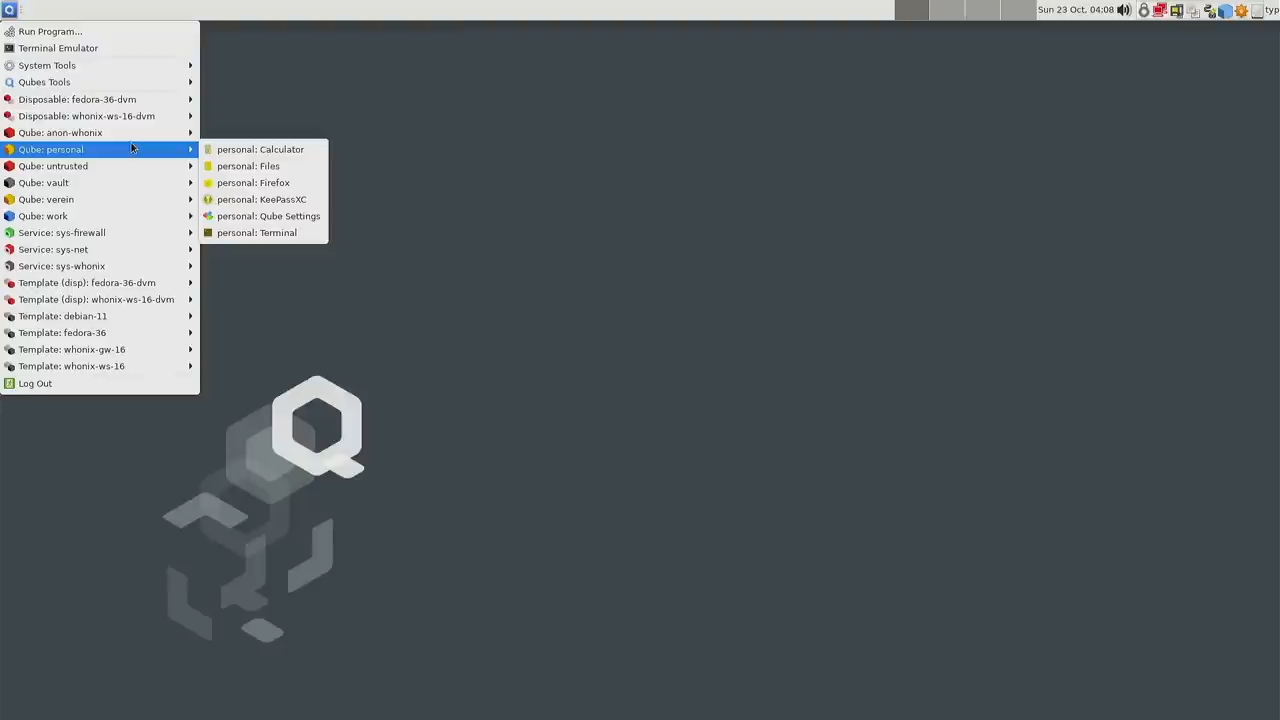 Sun 23 Oct, 04:08
typ
Run Program...
Terminal Emulator
System Tools
Qubes Tools
Disposable: fedora-36-dvm
Disposable: whonix-ws-16-dvm
Qube: anon-whonix
Qube: personal
Qube: untrusted
Qube: vault
Qube: verein
Qube: work
Service: sys-firewall
Service: sys-net
Service: sys-whonix
Template (disp): fedora-36-dvm
Template (disp): whonix-ws-16-dvm
Template: debian-11
Template: fedora-36
Template: whonix-gw-16
Template: whonix-ws-16
Log Out
personal: Calculator
personal: Files
personal: Firefox
personal: KeePassXC
personal: Qube Settings
personal: Terminal